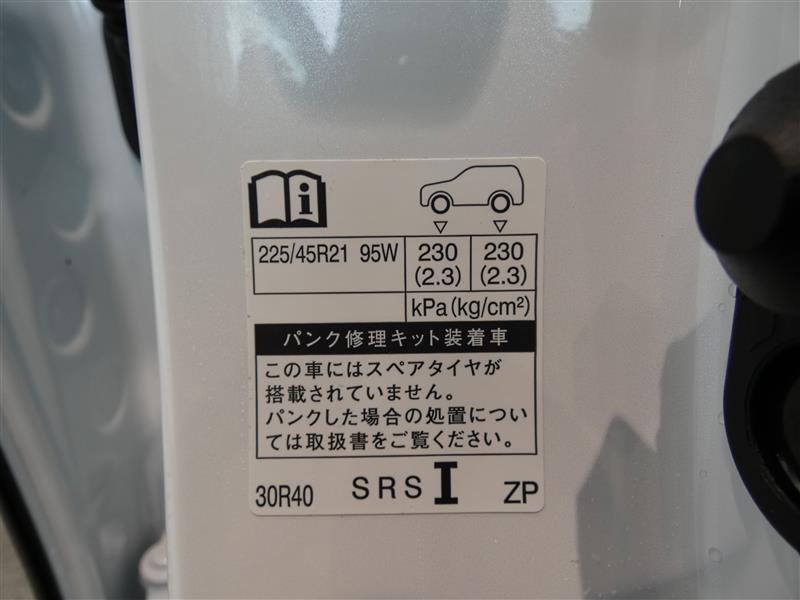 i
225/45R21 95W 230 230
(2.3) (2.3)
kPa(kg/cm²)
パンク修理キット装着車
この車にはスペアタイヤが
搭載されていません。
パンクした場合の処置につい
ては取扱書をご覧ください。
30R40 SRS I ZP